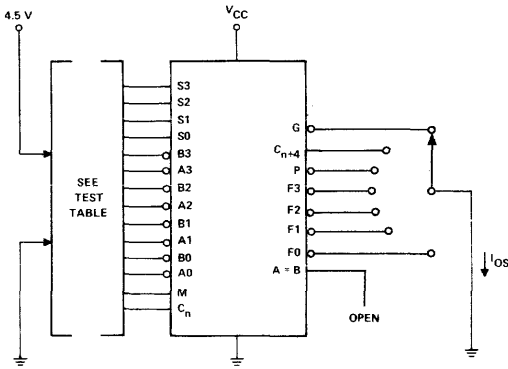 4.5 V
VCC
SEE
TEST
TABLE
S3
S2
S1
S0
B3
A3
B2
A2
B1
A1
B0
A0
M
Cn
G
Cn+4
P
F3
F2
F1
F0
A = B
OPEN
IOS